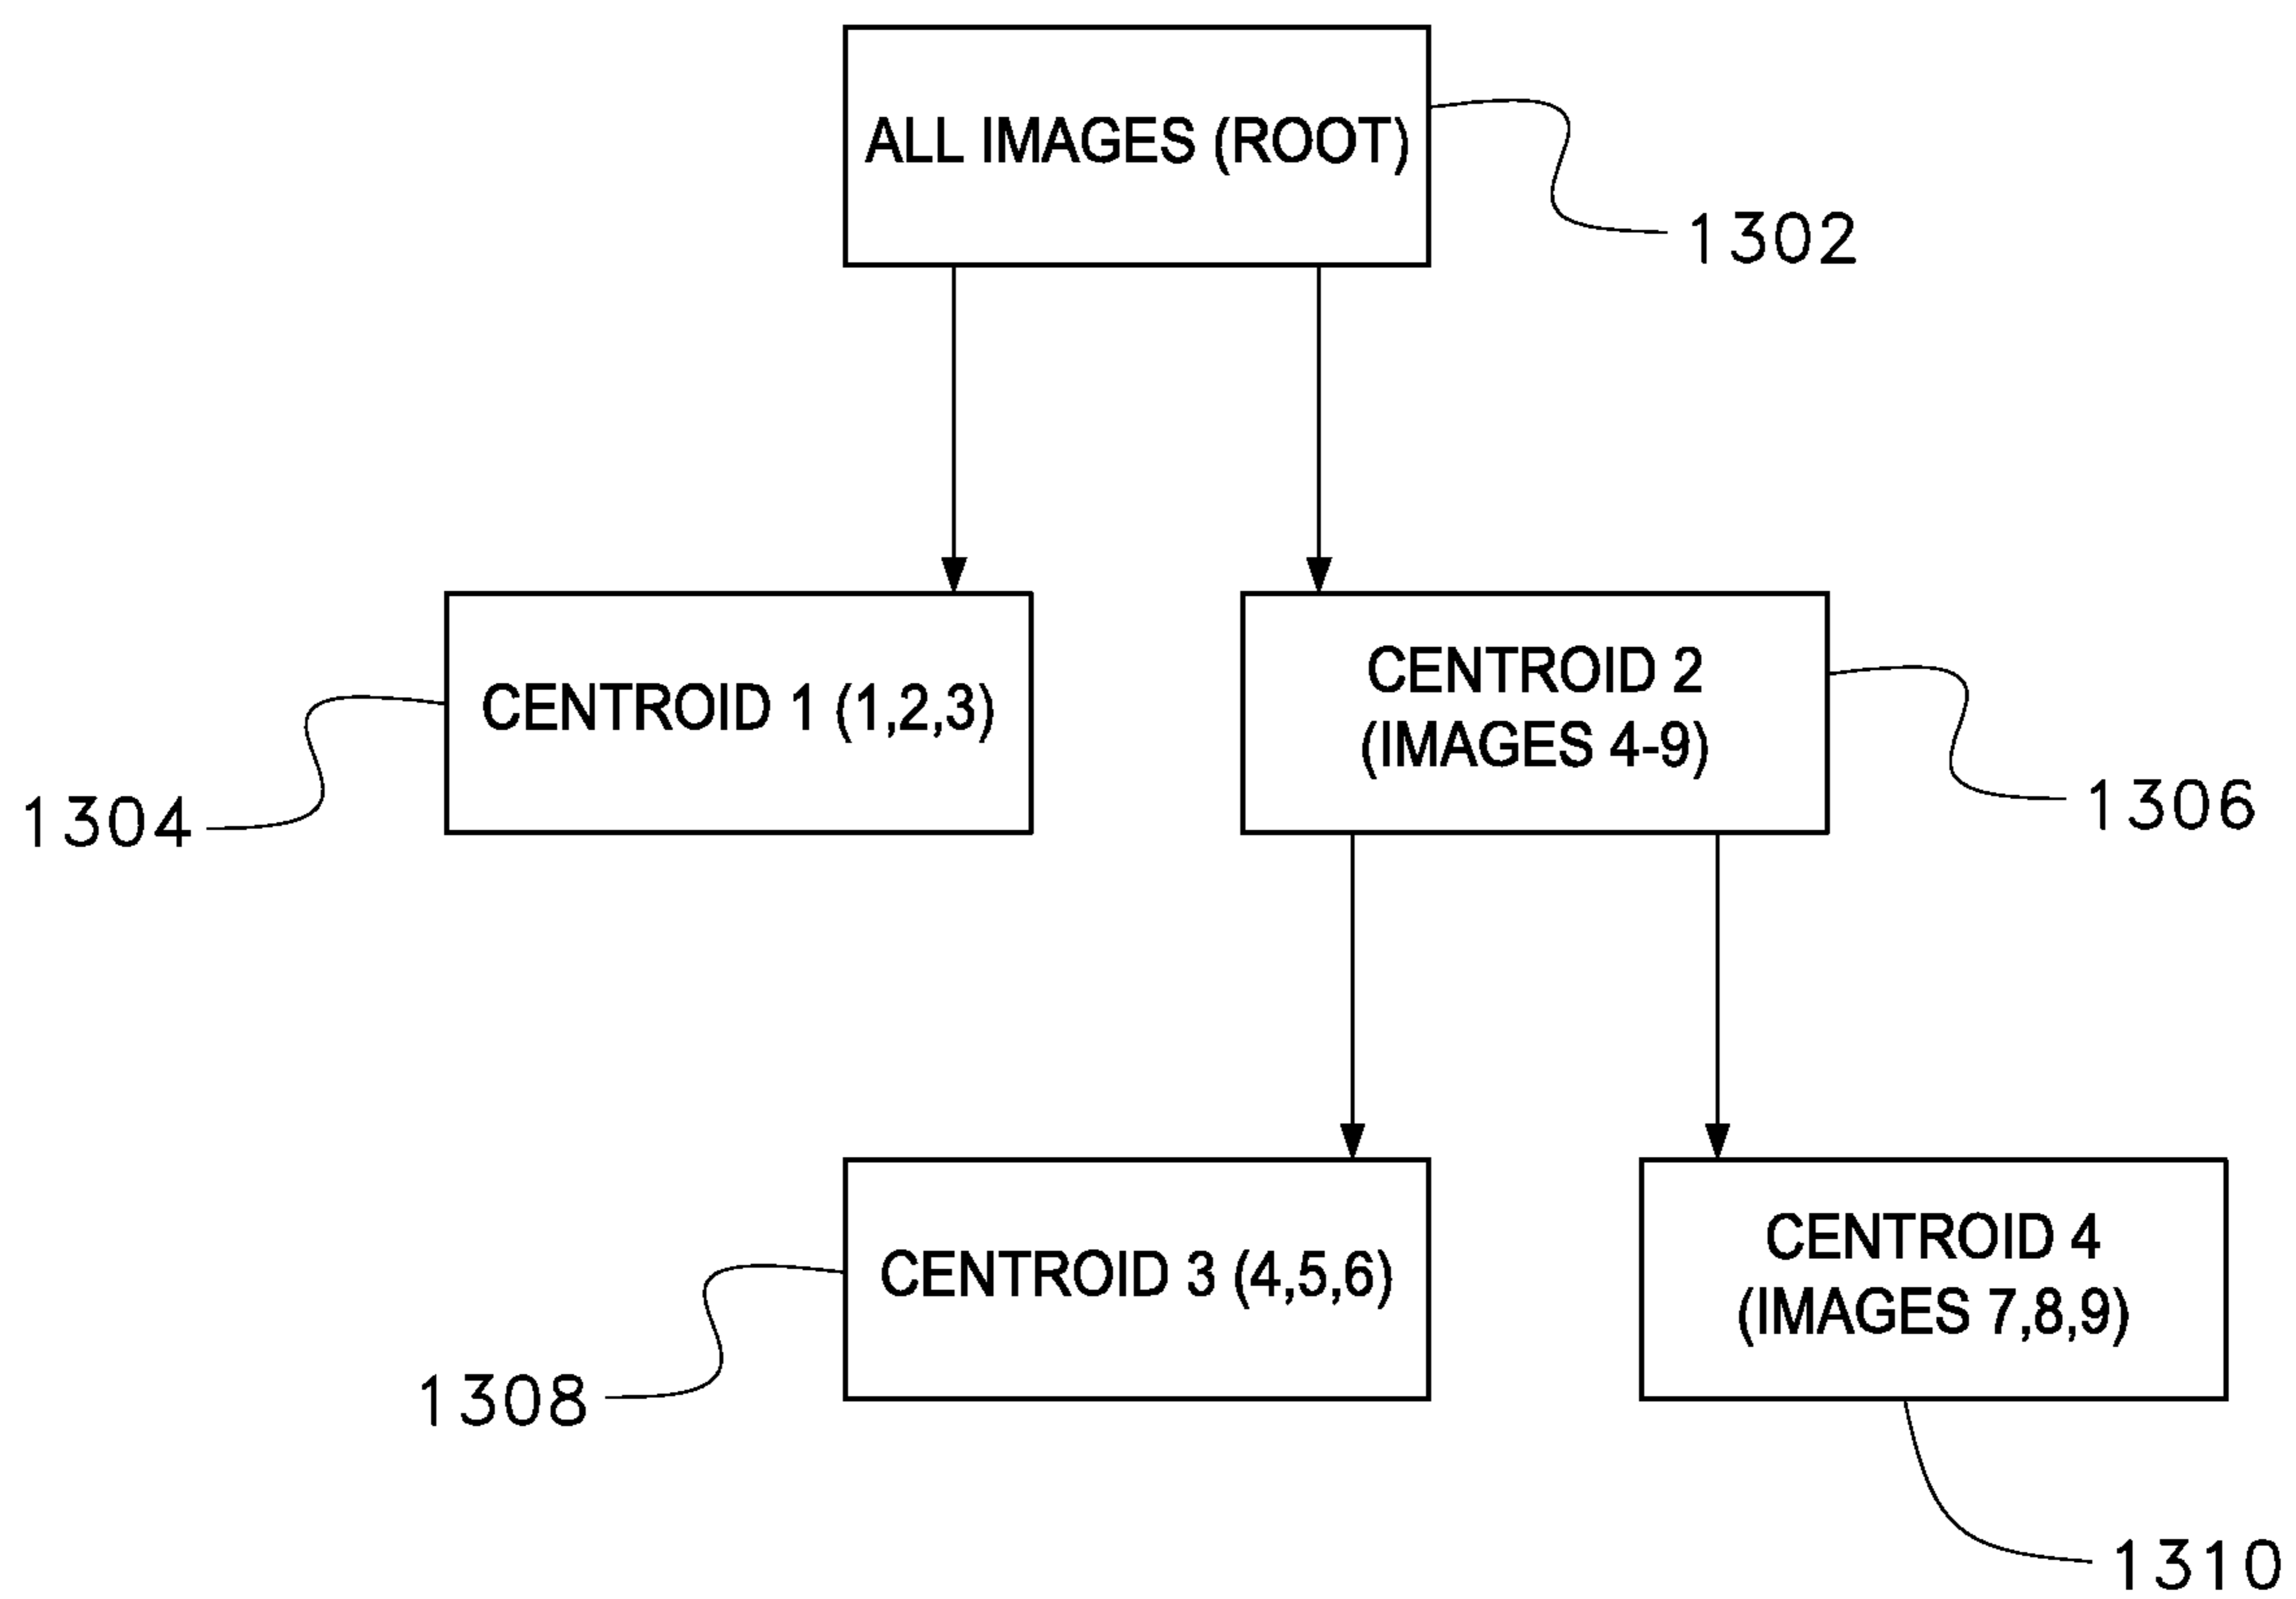 ALL IMAGES (ROOT)
1302
CENTROID 1 (1,2,3)
CENTROID 2
(IMAGES 4-9)
1304
1306
CENTROID 3 (4,5,6)
CENTROID 4
(IMAGES 7,8,9)
1308
1310